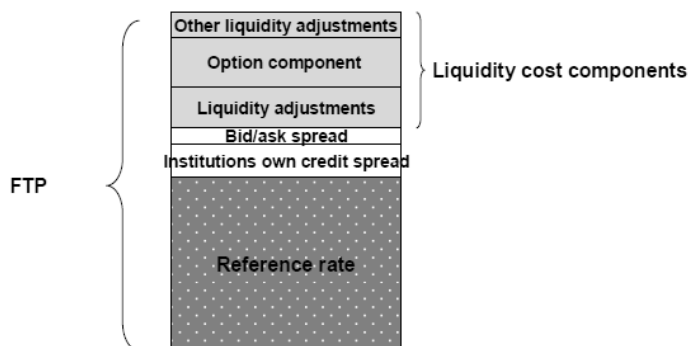 Other liquidity adjustments
Option component
Liquidity cost components
Liquidity adjustments
Bid/ask spread
Institutions own credit spread
FTP
Reference rate